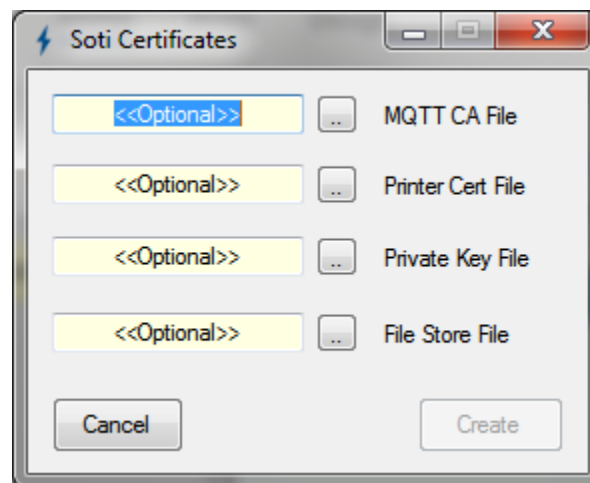 Soti Certificates
<<Optional>> .. MQTT CA File
<<Optional>> .. Printer Cert File
<<Optional>> .. Private Key File
<<Optional>> .. File Store File
Cancel Create